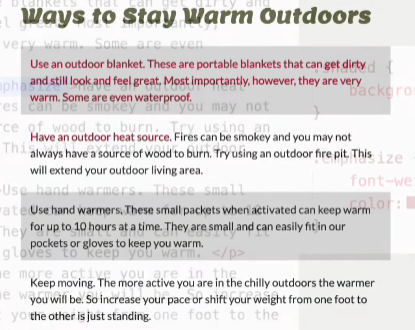 Ways to Stay Warm Outdoors
Use an outdoor blanket. These are portable blankets that can get dirty
and still look and feel great. Most importantly, however, they are very
warm. Some are even waterproof.
Have an outdoor heat source. Fires can be smokey and you may not
always have a source of wood to burn. Try using an outdoor fire pit. This
will extend your outdoor living area.
Use hand warmers. These small packets when activated can keep warm
for up to 10 hours at a time. They are small and can easily fit in our
pockets or gloves to keep you warm.
Keep moving. The more active you are in the chilly outdoors the warmer
you will be. So increase your pace or shift your weight from one foot to
the other is just standing.
.shaded {
backgro
}
.emphasize {
font-wei
color: